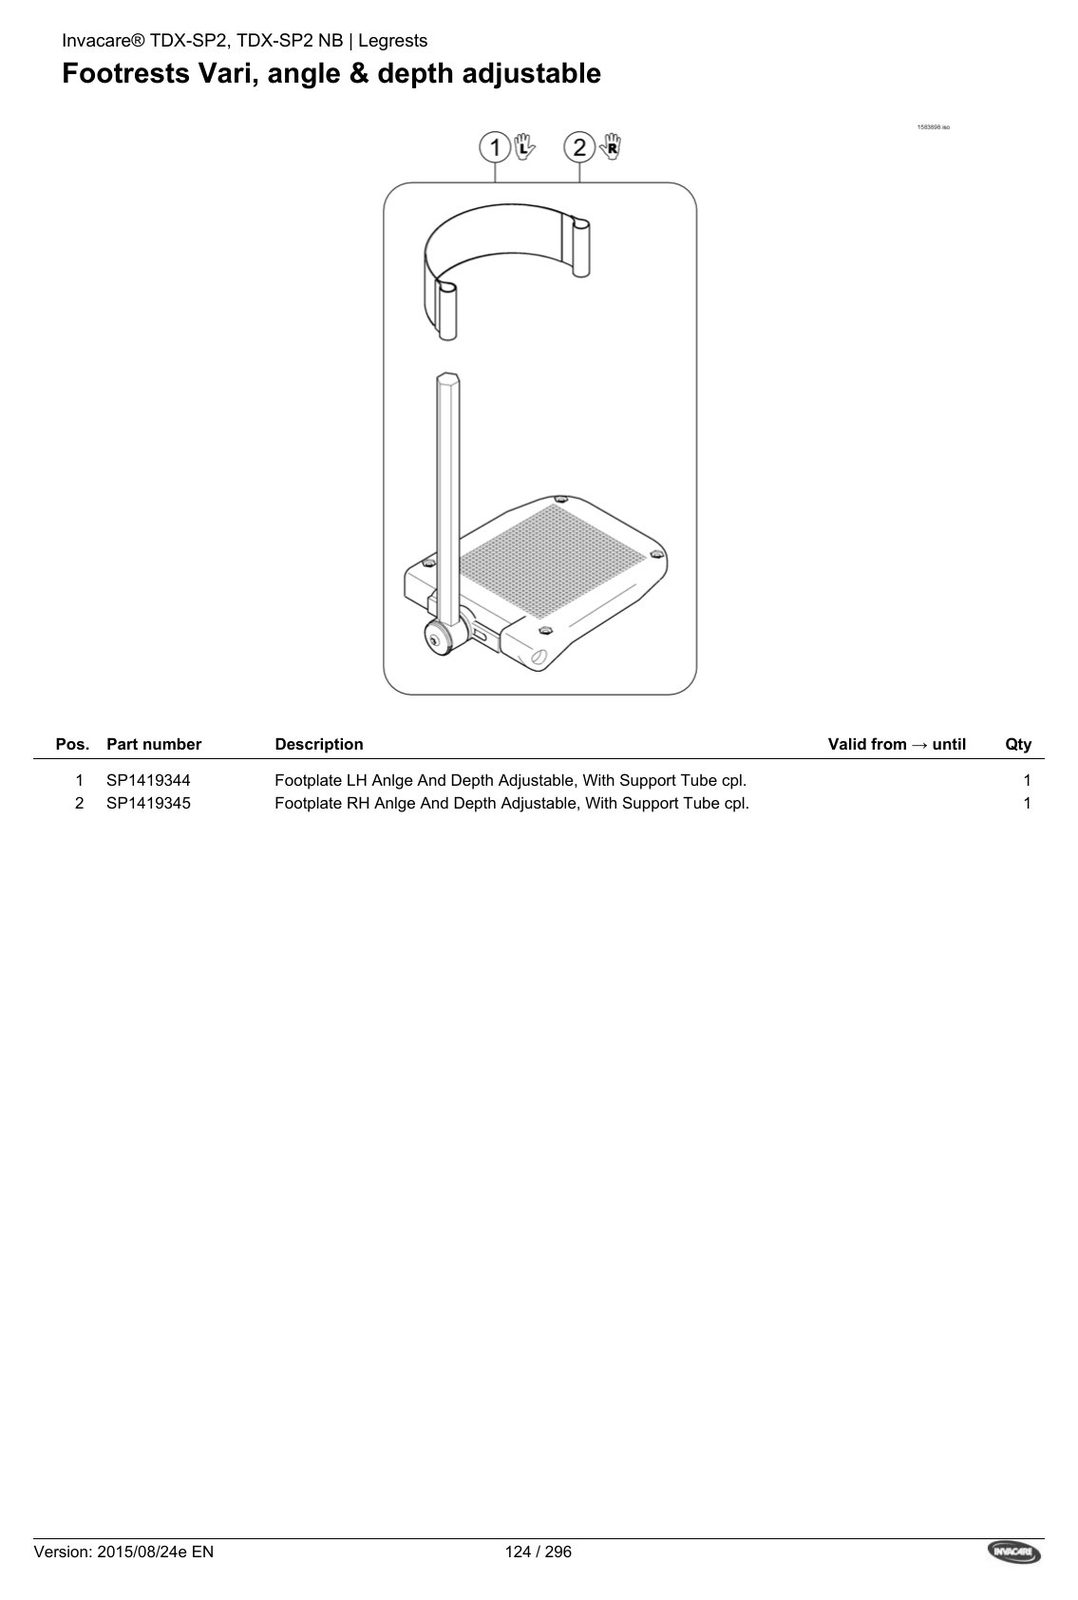 Invacare® TDX-SP2, TDX-SP2 NB | Legrests
Footrests Vari, angle & depth adjustable
1583898 iso
1 L 2 R
Pos. Part number Description Valid from → until Qty
1 SP1419344 Footplate LH Anlge And Depth Adjustable, With Support Tube cpl. 1
2 SP1419345 Footplate RH Anlge And Depth Adjustable, With Support Tube cpl. 1
Version: 2015/08/24e EN 124 / 296 INVACARE